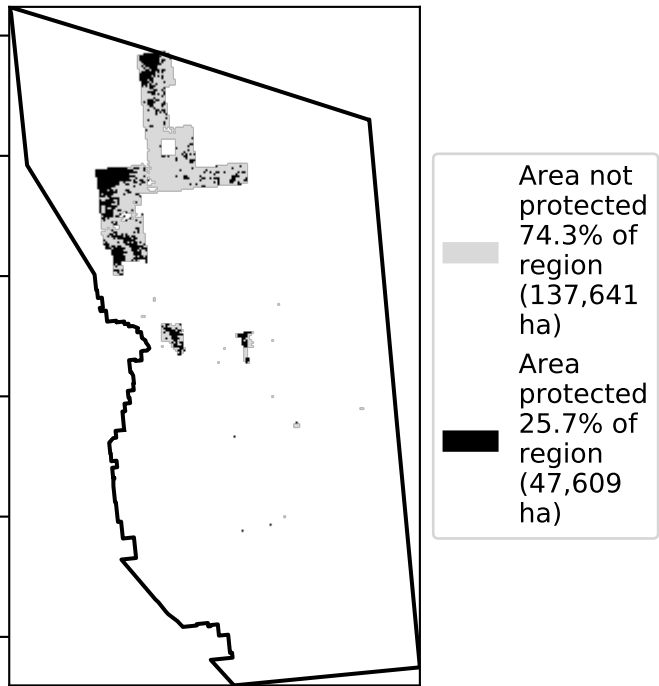 Area not
protected
74.3% of
region
(137,641
ha)
Area
protected
25.7% of
region
(47,609
ha)